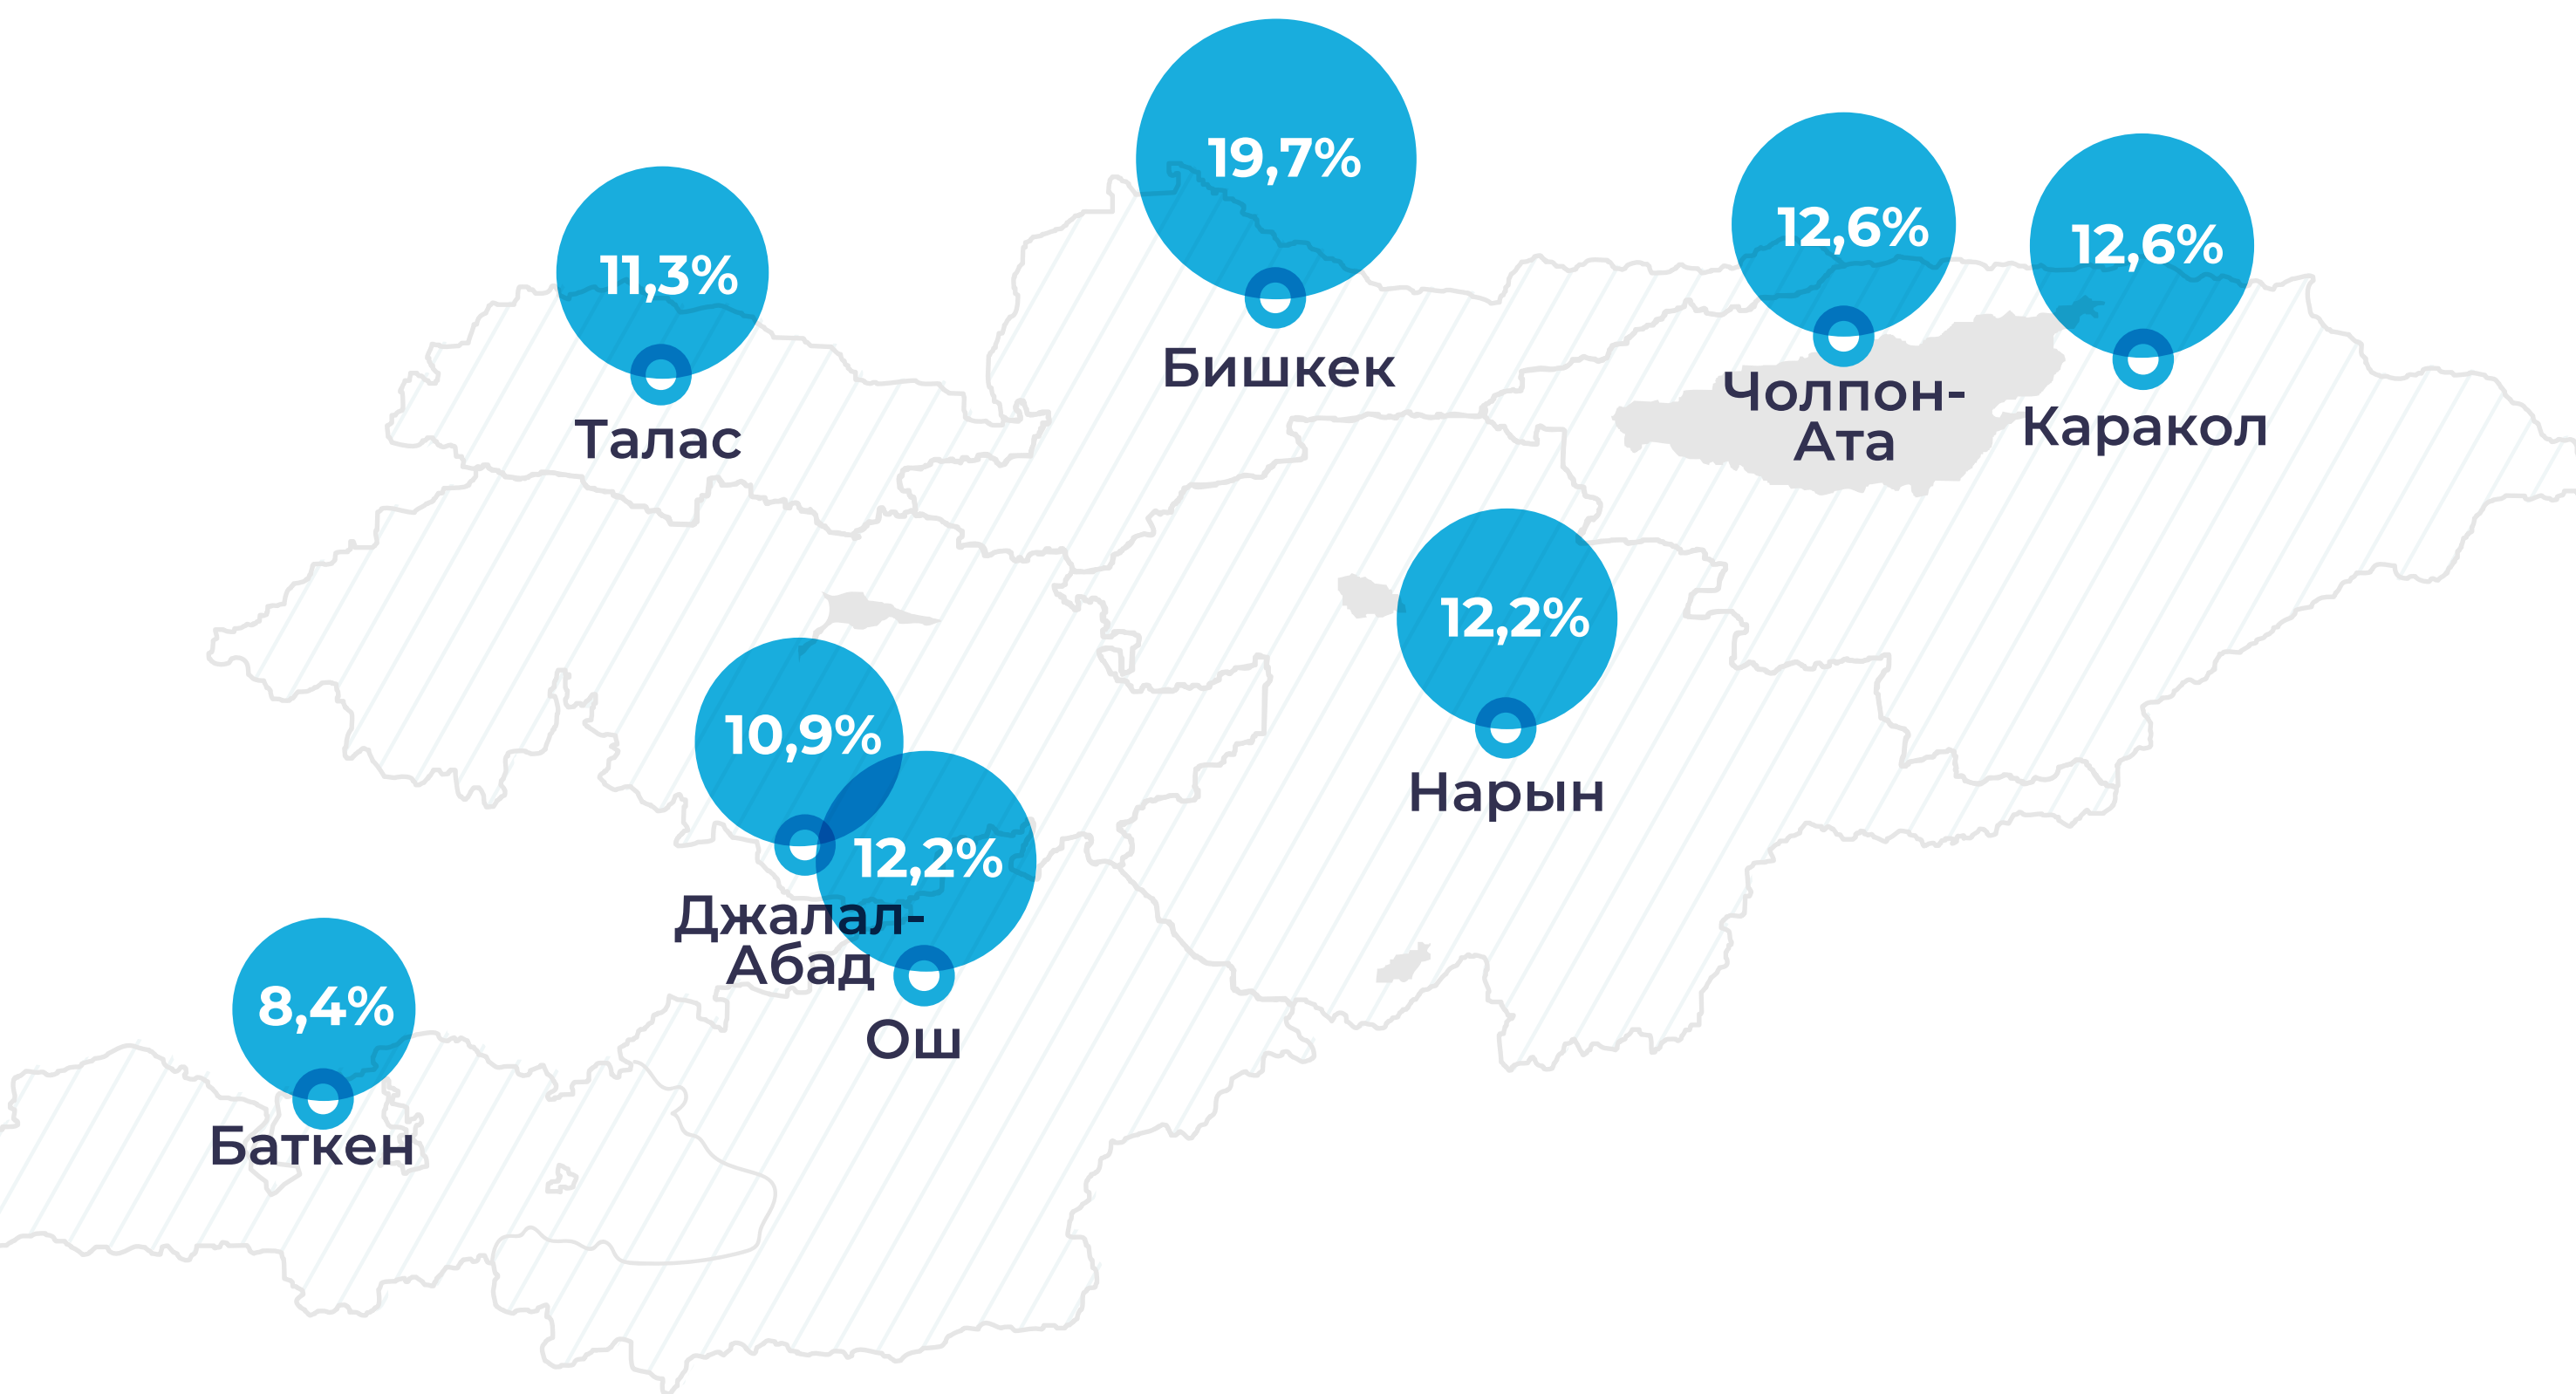 19,7%
Бишкек
12,6%
Чолпон-
Ата
12,6%
Каракол
11,3%
Талас
12,2%
Нарын
10,9%
Джалал-
Абад
12,2%
Ош
8,4%
Баткен